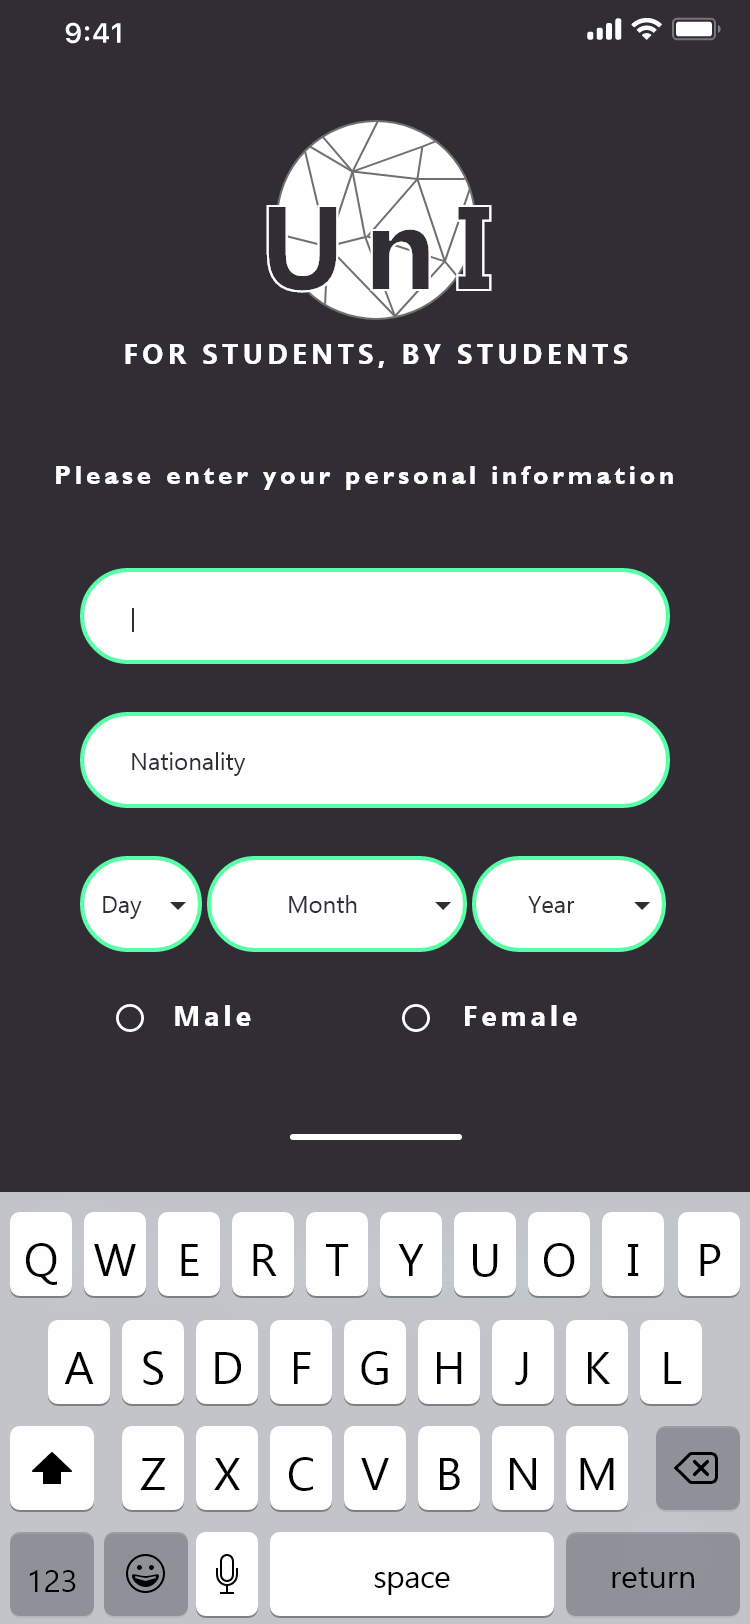 9:41
UnI
FOR STUDENTS, BY STUDENTS
Please enter your personal information
Nationality
Day Month Year
Male Female
Q W E R T Y U O I P
A S D F G H J K L
Z X C V B N M
123 space return